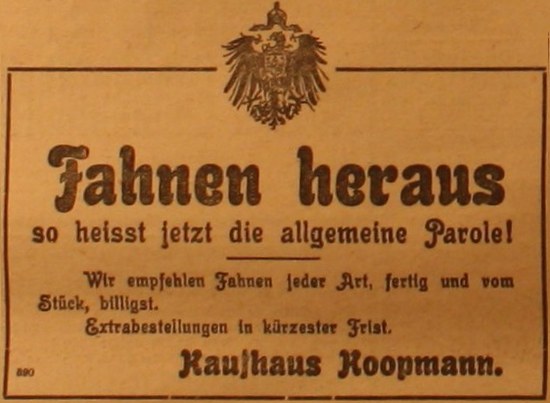 Fahnen heraus
so heisst jetzt die allgemeine Parole!
Wir empfehlen Fahnen jeder Art, fertig und vom
Stück, billigst.
Extrabestellungen in kürzester Frist.
Kaufhaus Koopmann.
890